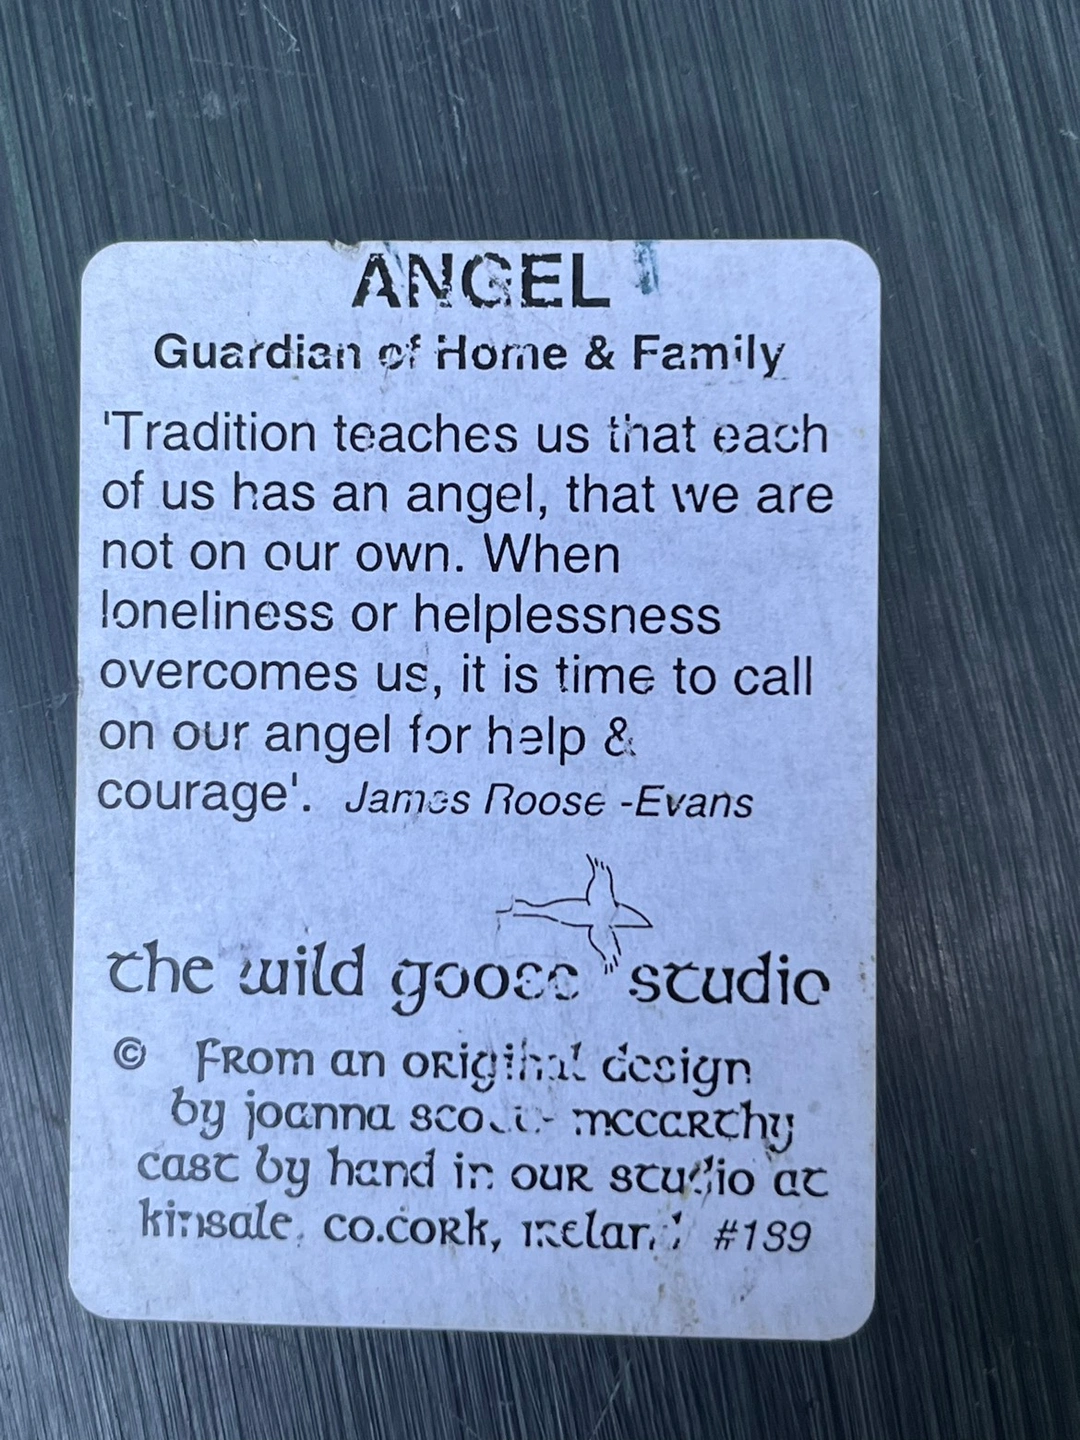 ANGEL
Guardian of Home & Family
'Tradition teaches us that each
of us has an angel, that we are
not on our own. When
loneliness or helplessness
overcomes us, it is time to call
on our angel for help &
courage'. James Roose -Evans
the wild goose studio
© From an original design
by joanna scott- mccarthy
cast by hand in our studio at
kinsale, co.cork, ireland